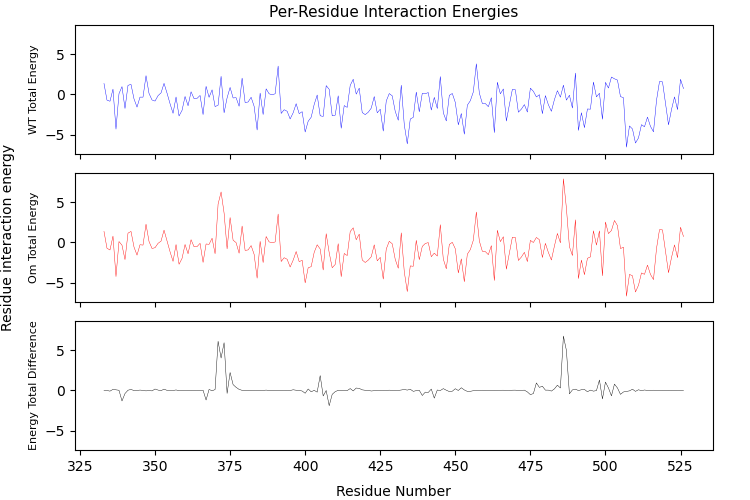 Per-Residue Interaction Energies
Residue interaction energy
WT Total Energy
5
0
−5
Om Total Energy
5
0
−5
Energy Total Difference
5
0
−5
325 350 375 400 425 450 475 500 525
Residue Number